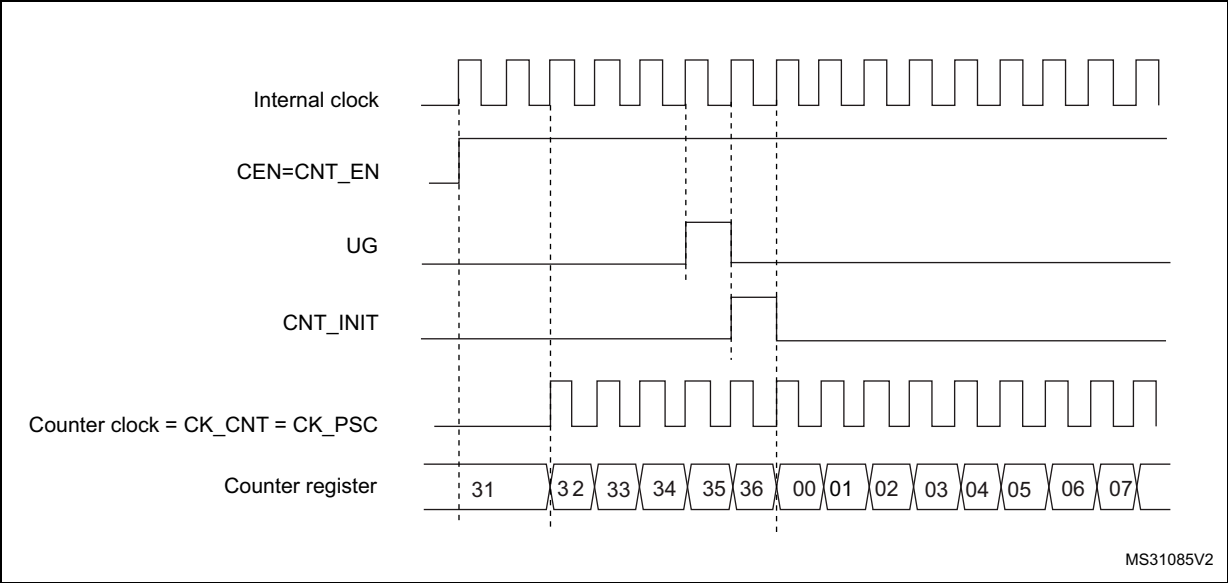 Internal clock
CEN=CNT_EN
UG
CNT_INIT
Counter clock = CK_CNT = CK_PSC
Counter register 31 32 33 34 35 36 00 01 02 03 04 05 06 07
MS31085V2